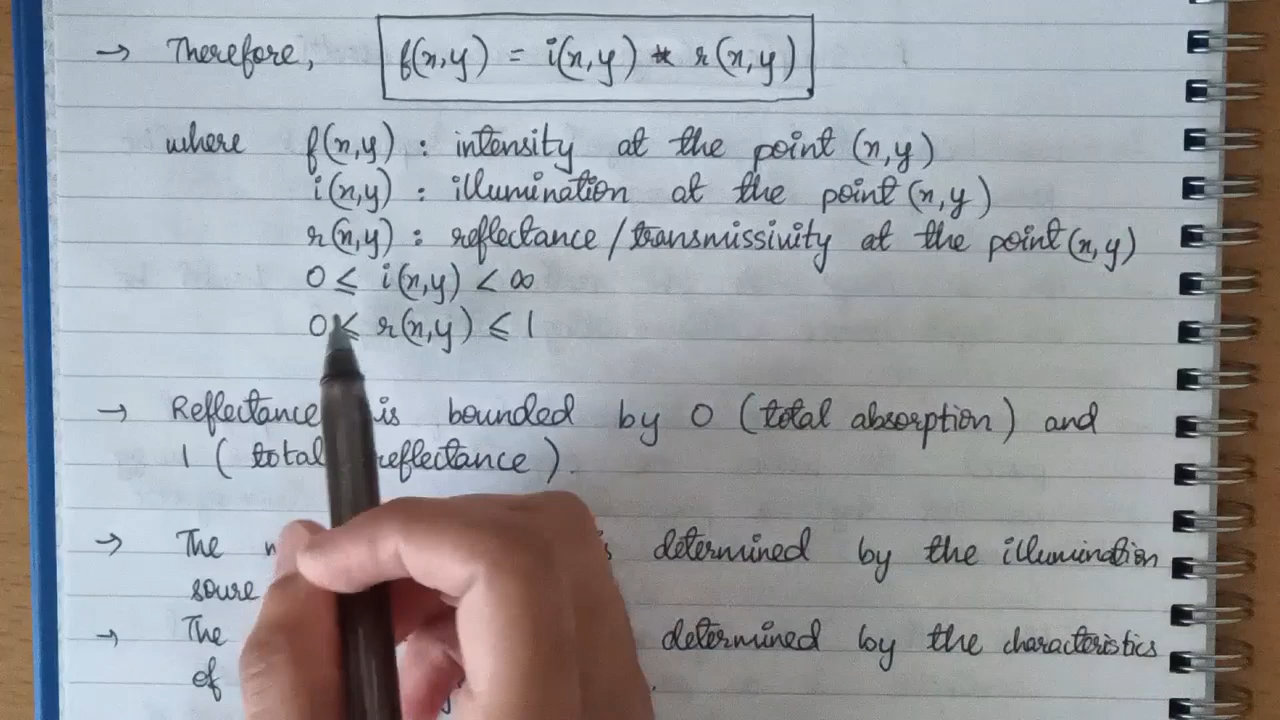 → Therefore, f(x,y) = i(x,y) * r(x,y)
where f(x,y) : intensity at the point (x,y)
i(x,y) : illumination at the point (x,y)
r(x,y) : reflectance / transmissivity at the point (x,y)
0 ≤ i(x,y) < ∞
0 ≤ r(x,y) ≤ 1
→ Reflectance is bounded by 0 (total absorption) and
1 ( total reflectance ).
→ The determined by the illumination
soure
→ The determined by the characteristics
of